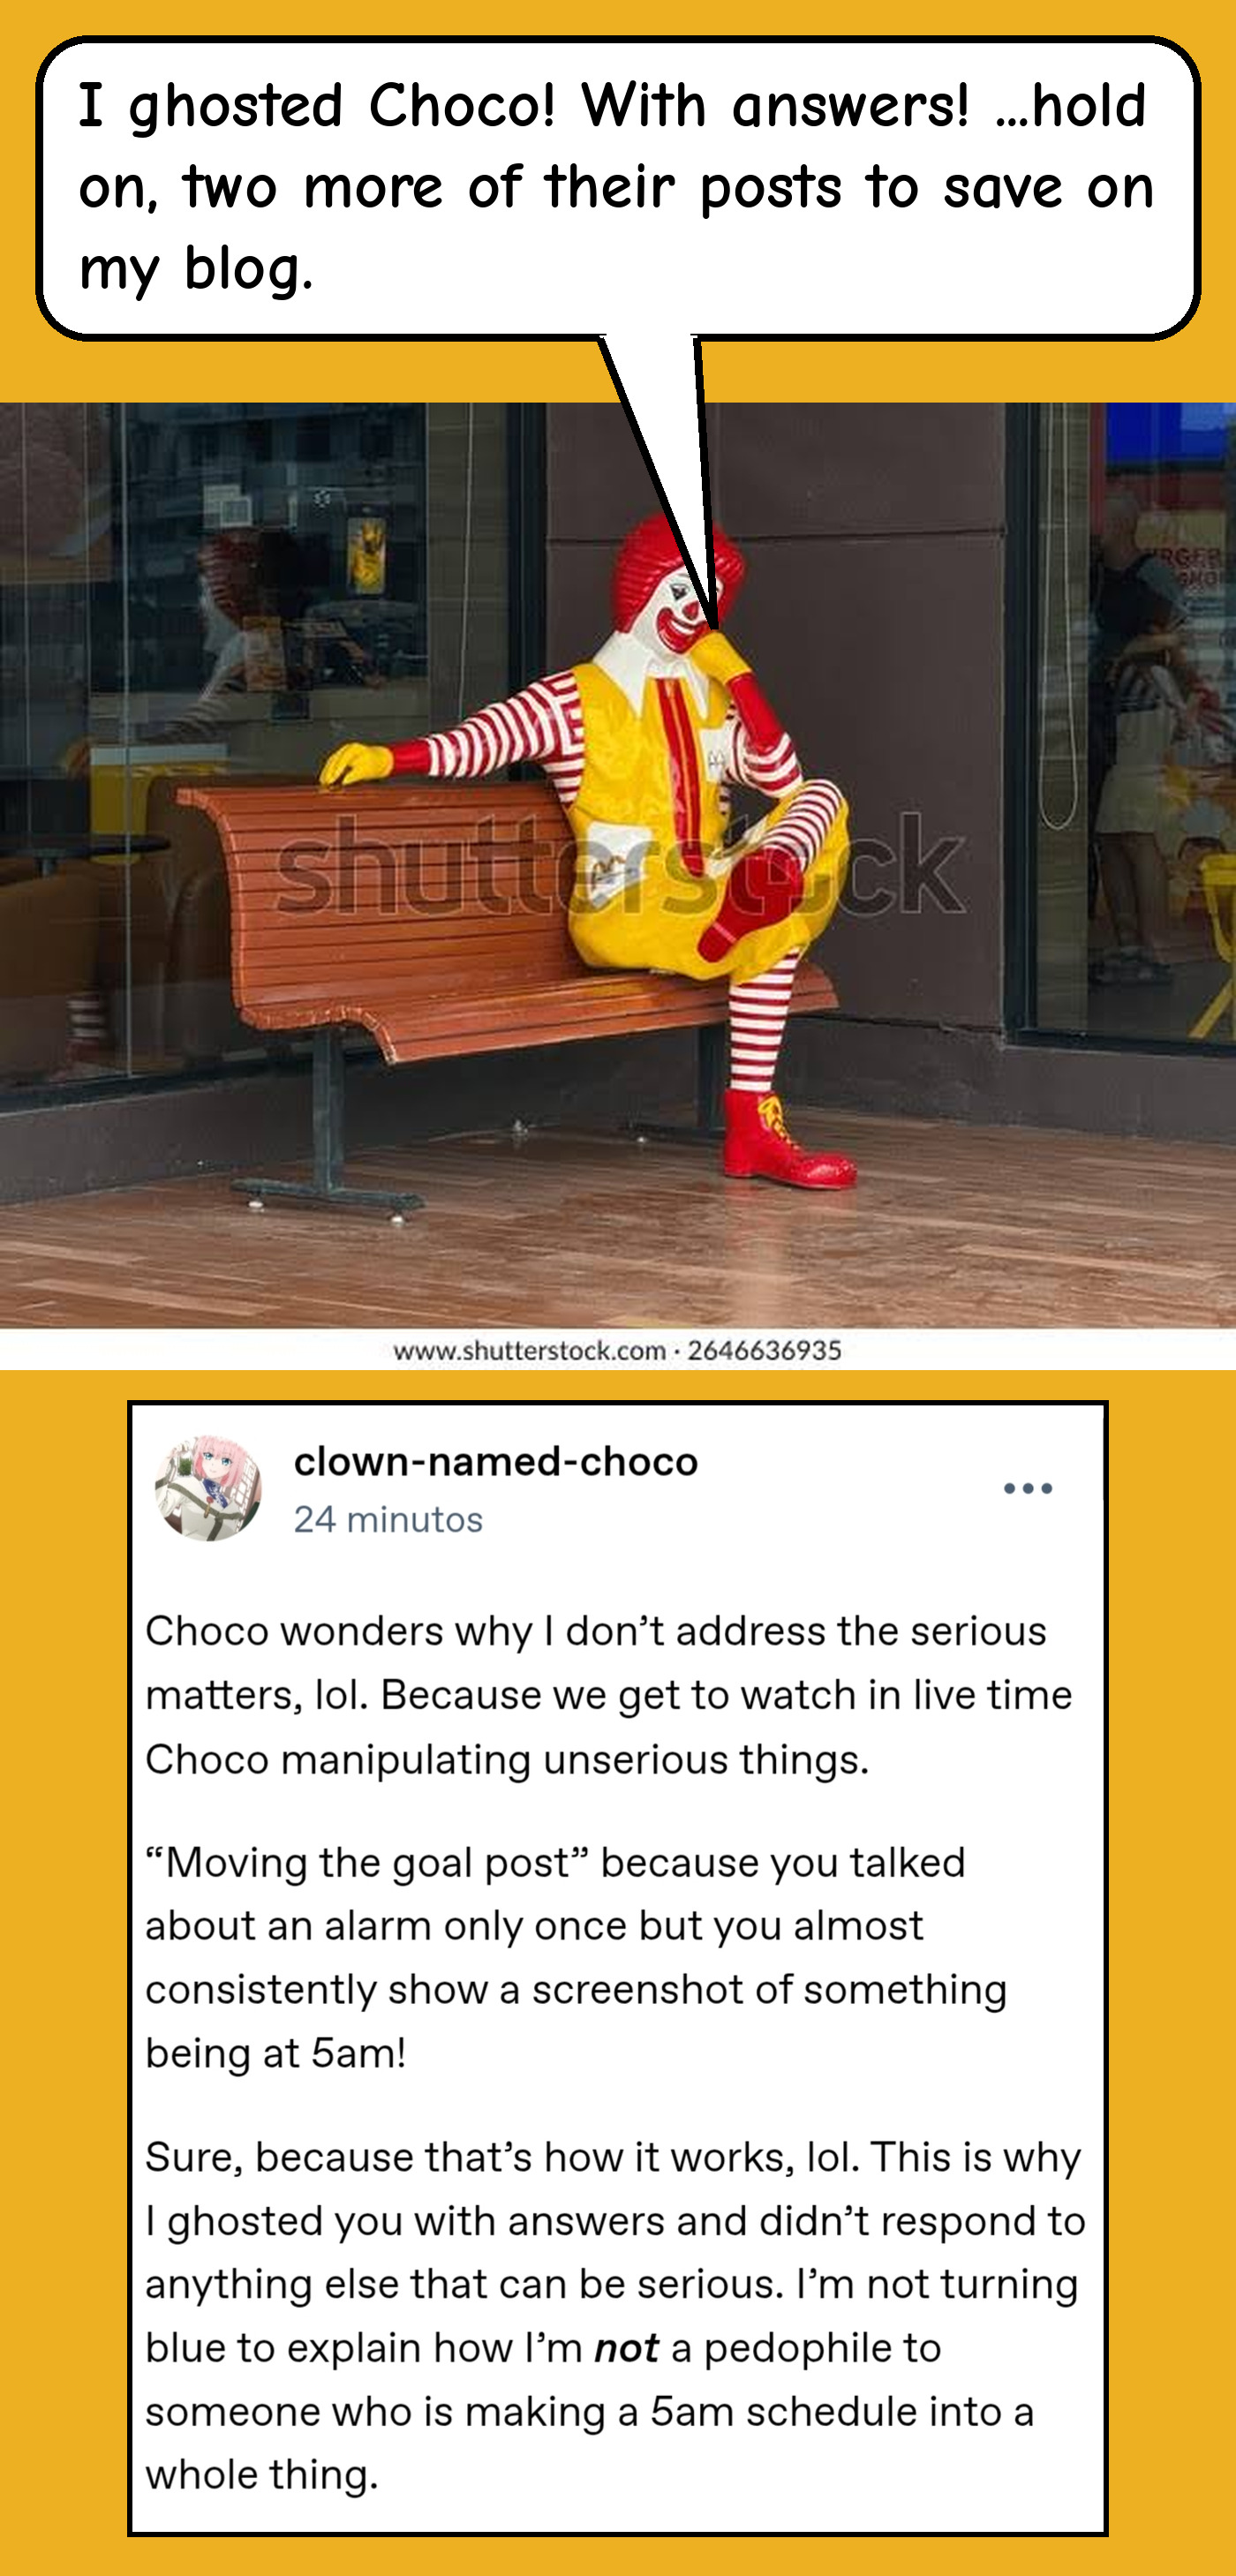 I ghosted Choco! With answers! ...hold
on, two more of their posts to save on
my blog.
shutterstock
www.shutterstock.com · 2646636935
clown-named-choco
24 minutos
Choco wonders why I don’t address the serious
matters, lol. Because we get to watch in live time
Choco manipulating unserious things.
“Moving the goal post” because you talked
about an alarm only once but you almost
consistently show a screenshot of something
being at 5am!
Sure, because that’s how it works, lol. This is why
I ghosted you with answers and didn’t respond to
anything else that can be serious. I’m not turning
blue to explain how I’m not a pedophile to
someone who is making a 5am schedule into a
whole thing.